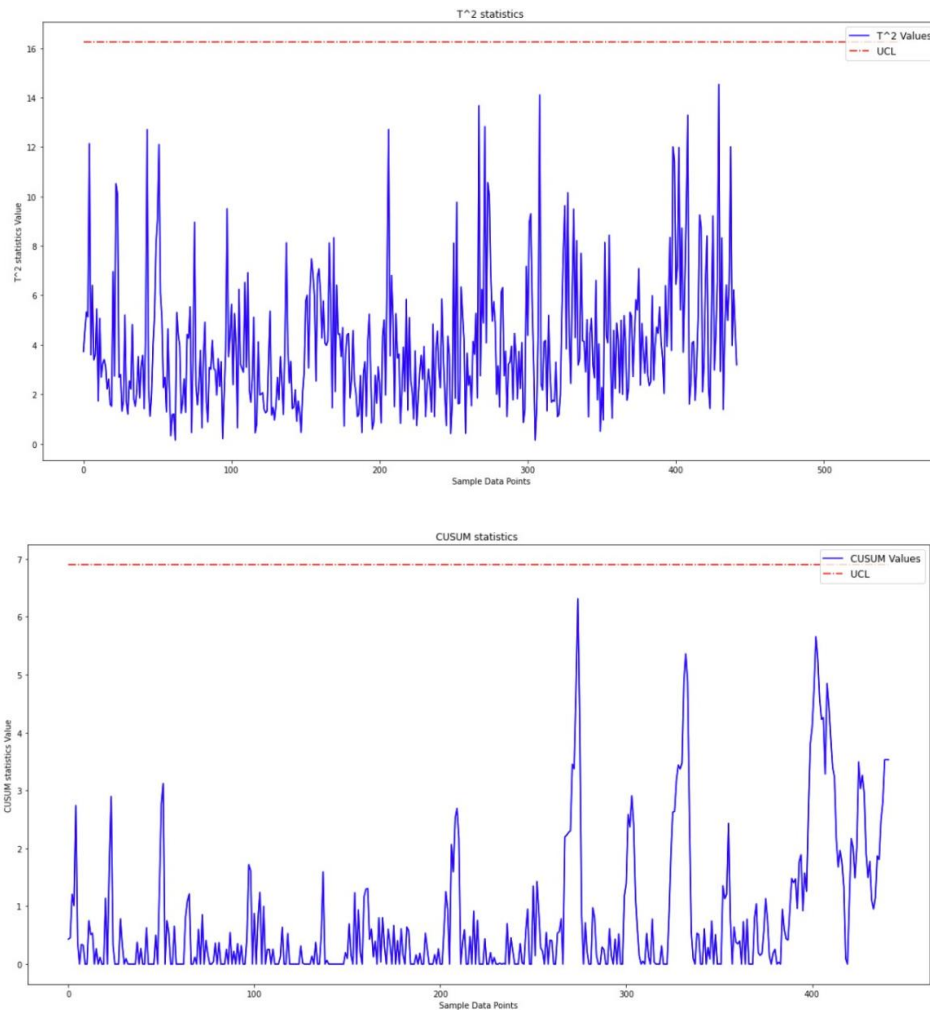 T^2 statistics
T^2 Values
UCL
16
14
12
10
8
6
4
2
0
T^2 statistics Value
0 100 200 300 400 500
Sample Data Points
CUSUM statistics
CUSUM Values
UCL
7
6
5
4
3
2
1
0
CUSUM statistics Value
0 100 200 300 400
Sample Data Points